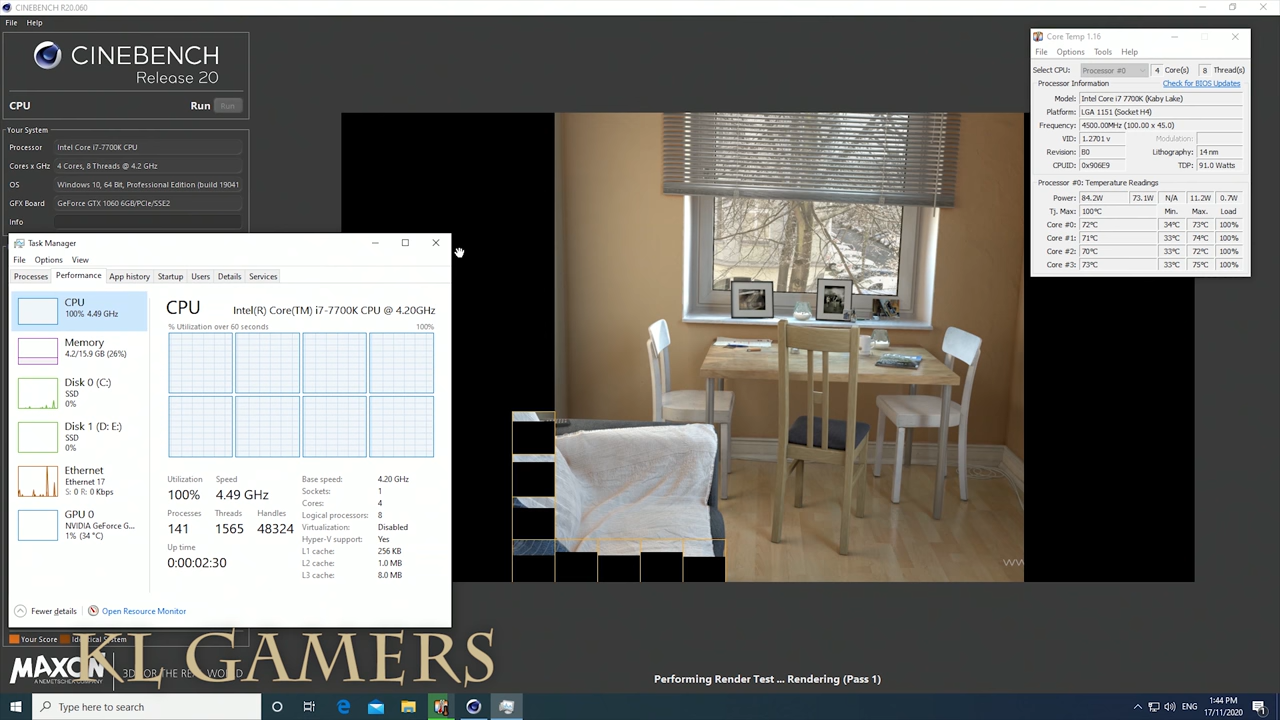 CINEBENCH R20.060
File Help
CINEBENCH
Release 20
CPU Run Run
Your System
Processor Intel Core i7-7700K CPU
Cores x GHz 4 Cores, 8 Threads @ 4.2 GHz
OS Windows 10, 64 Bit, Professional Edition (build 19041
GFX Board GeForce GTX 1060 6GB/PCIe/SSE2
Info
Core Temp 1.16
File Options Tools Help
Select CPU: Processor #0 4 Core(s) 8 Thread(s)
Processor Information Check for BIOS Updates
Model: Intel Core i7 7700K (Kaby Lake)
Platform: LGA 1151 (Socket H4)
Frequency: 4500.00MHz (100.00 x 45.0)
VID: 1.2701 v Modulation:
Revision: B0 Lithography: 14 nm
CPUID: 0x906E9 TDP: 91.0 Watts
Processor #0: Temperature Readings
Power: 84.2W 73.1W N/A 11.2W 0.7W
Tj. Max: 100°C Min. Max. Load
Core #0: 72°C 34°C 73°C 100%
Core #1: 71°C 33°C 74°C 100%
Core #2: 70°C 33°C 72°C 100%
Core #3: 73°C 33°C 75°C 100%
Task Manager
File Options View
Processes Performance App history Startup Users Details Services
CPU
100% 4.49 GHz
Memory
4.2/15.9 GB (26%)
Disk 0 (C:)
SSD
0%
Disk 1 (D: E:)
SSD
0%
Ethernet
Ethernet 17
S: 0 R: 0 Kbps
GPU 0
NVIDIA GeForce G...
1% (34 °C)
CPU Intel(R) Core(TM) i7-7700K CPU @ 4.20GHz
% Utilization over 60 seconds 100%
Utilization Speed
100% 4.49 GHz
Processes Threads Handles
141 1565 48324
Up time
0:00:02:30
Base speed: 4.20 GHz
Sockets: 1
Cores: 4
Logical processors: 8
Virtualization: Disabled
Hyper-V support: Yes
L1 cache: 256 KB
L2 cache: 1.0 MB
L3 cache: 8.0 MB
Fewer details Open Resource Monitor
Your Score Identical System
KL GAMERS
MAXON 3D FOR THE REAL WORLD
A NEMETSCHEK COMPANY
Performing Render Test ... Rendering (Pass 1)
Type here to search
ENG
1:44 PM
17/11/2020